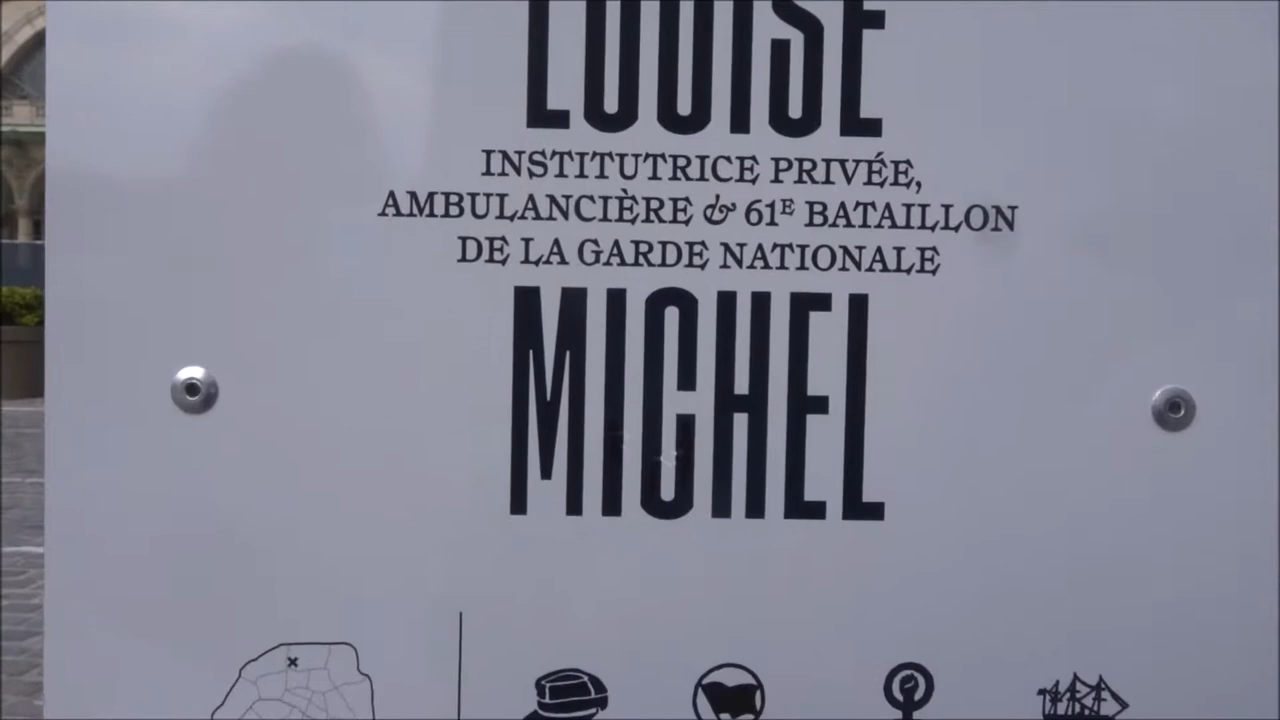 LOUISE
INSTITUTRICE PRIVÉE,
AMBULANCIÈRE & 61E BATAILLON
DE LA GARDE NATIONALE
MICHEL